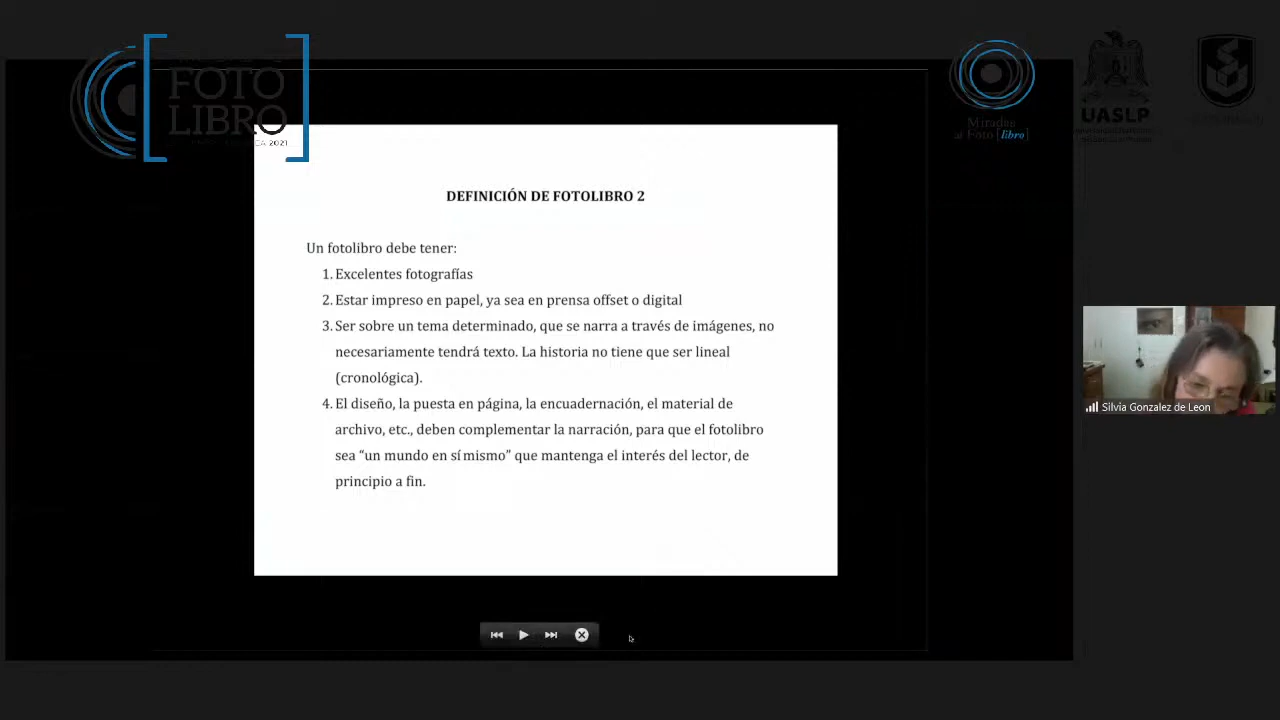 FOTO
LIBRO
2021
Miradas
al Foto [libro]
UASLP
DEFINICIÓN DE FOTOLIBRO 2
Un fotolibro debe tener:
1. Excelentes fotografías
2. Estar impreso en papel, ya sea en prensa offset o digital
3. Ser sobre un tema determinado, que se narra a través de imágenes, no
necesariamente tendrá texto. La historia no tiene que ser lineal
(cronológica).
4. El diseño, la puesta en página, la encuadernación, el material de
archivo, etc., deben complementar la narración, para que el fotolibro
sea “un mundo en sí mismo” que mantenga el interés del lector, de
principio a fin.
Silvia Gonzalez de Leon